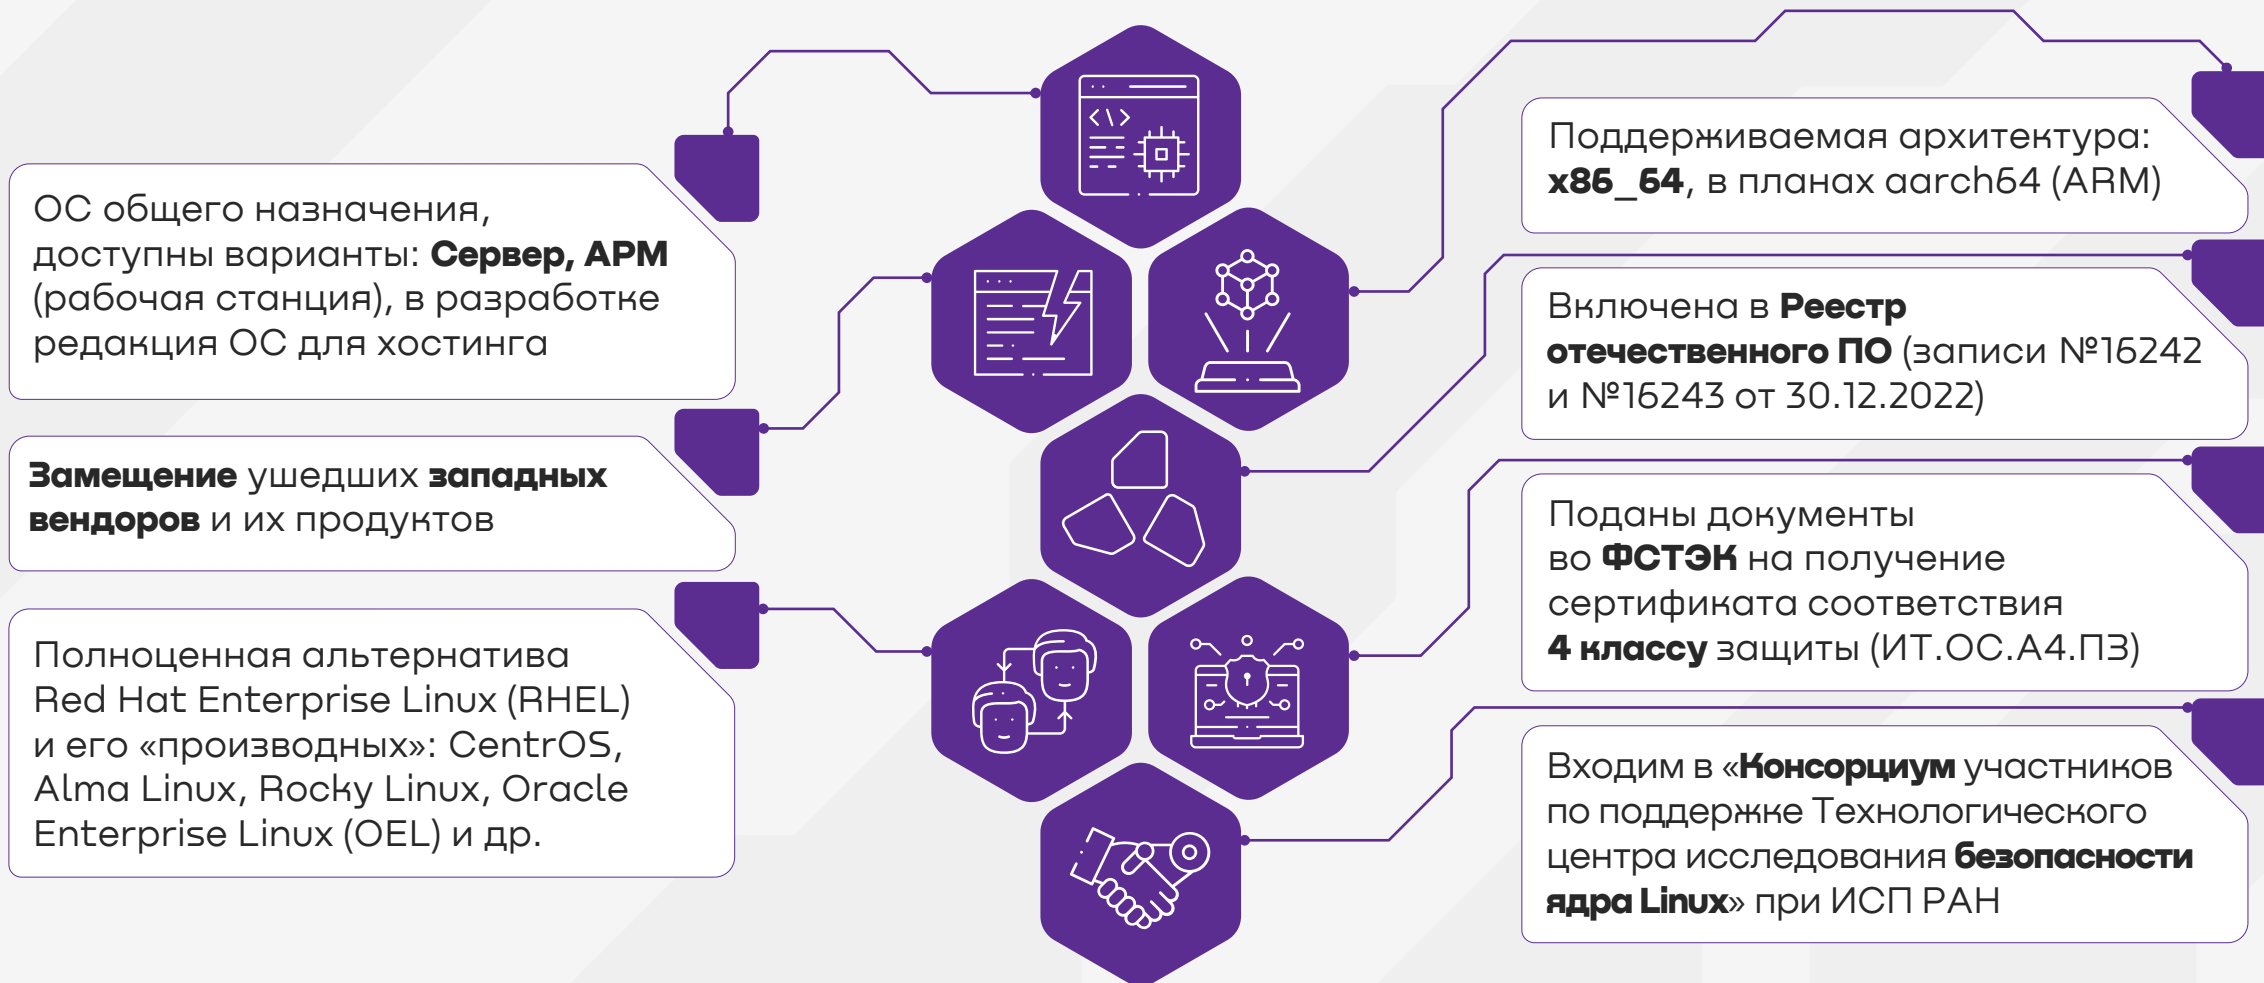 ОС общего назначения,
доступны варианты: Сервер, АРМ
(рабочая станция), в разработке
редакция ОС для хостинга
Замещение ушедших западных
вендоров и их продуктов
Полноценная альтернатива
Red Hat Enterprise Linux (RHEL)
и его «производных»: CentrOS,
Alma Linux, Rocky Linux, Oracle
Enterprise Linux (OEL) и др.
Поддерживаемая архитектура:
x86_64, в планах aarch64 (ARM)
Включена в Реестр
отечественного ПО (записи №16242
и №16243 от 30.12.2022)
Поданы документы
во ФСТЭК на получение
сертификата соответствия
4 классу защиты (ИТ.ОС.А4.ПЗ)
Входим в «Консорциум участников
по поддержке Технологического
центра исследования безопасности
ядра Linux» при ИСП РАН